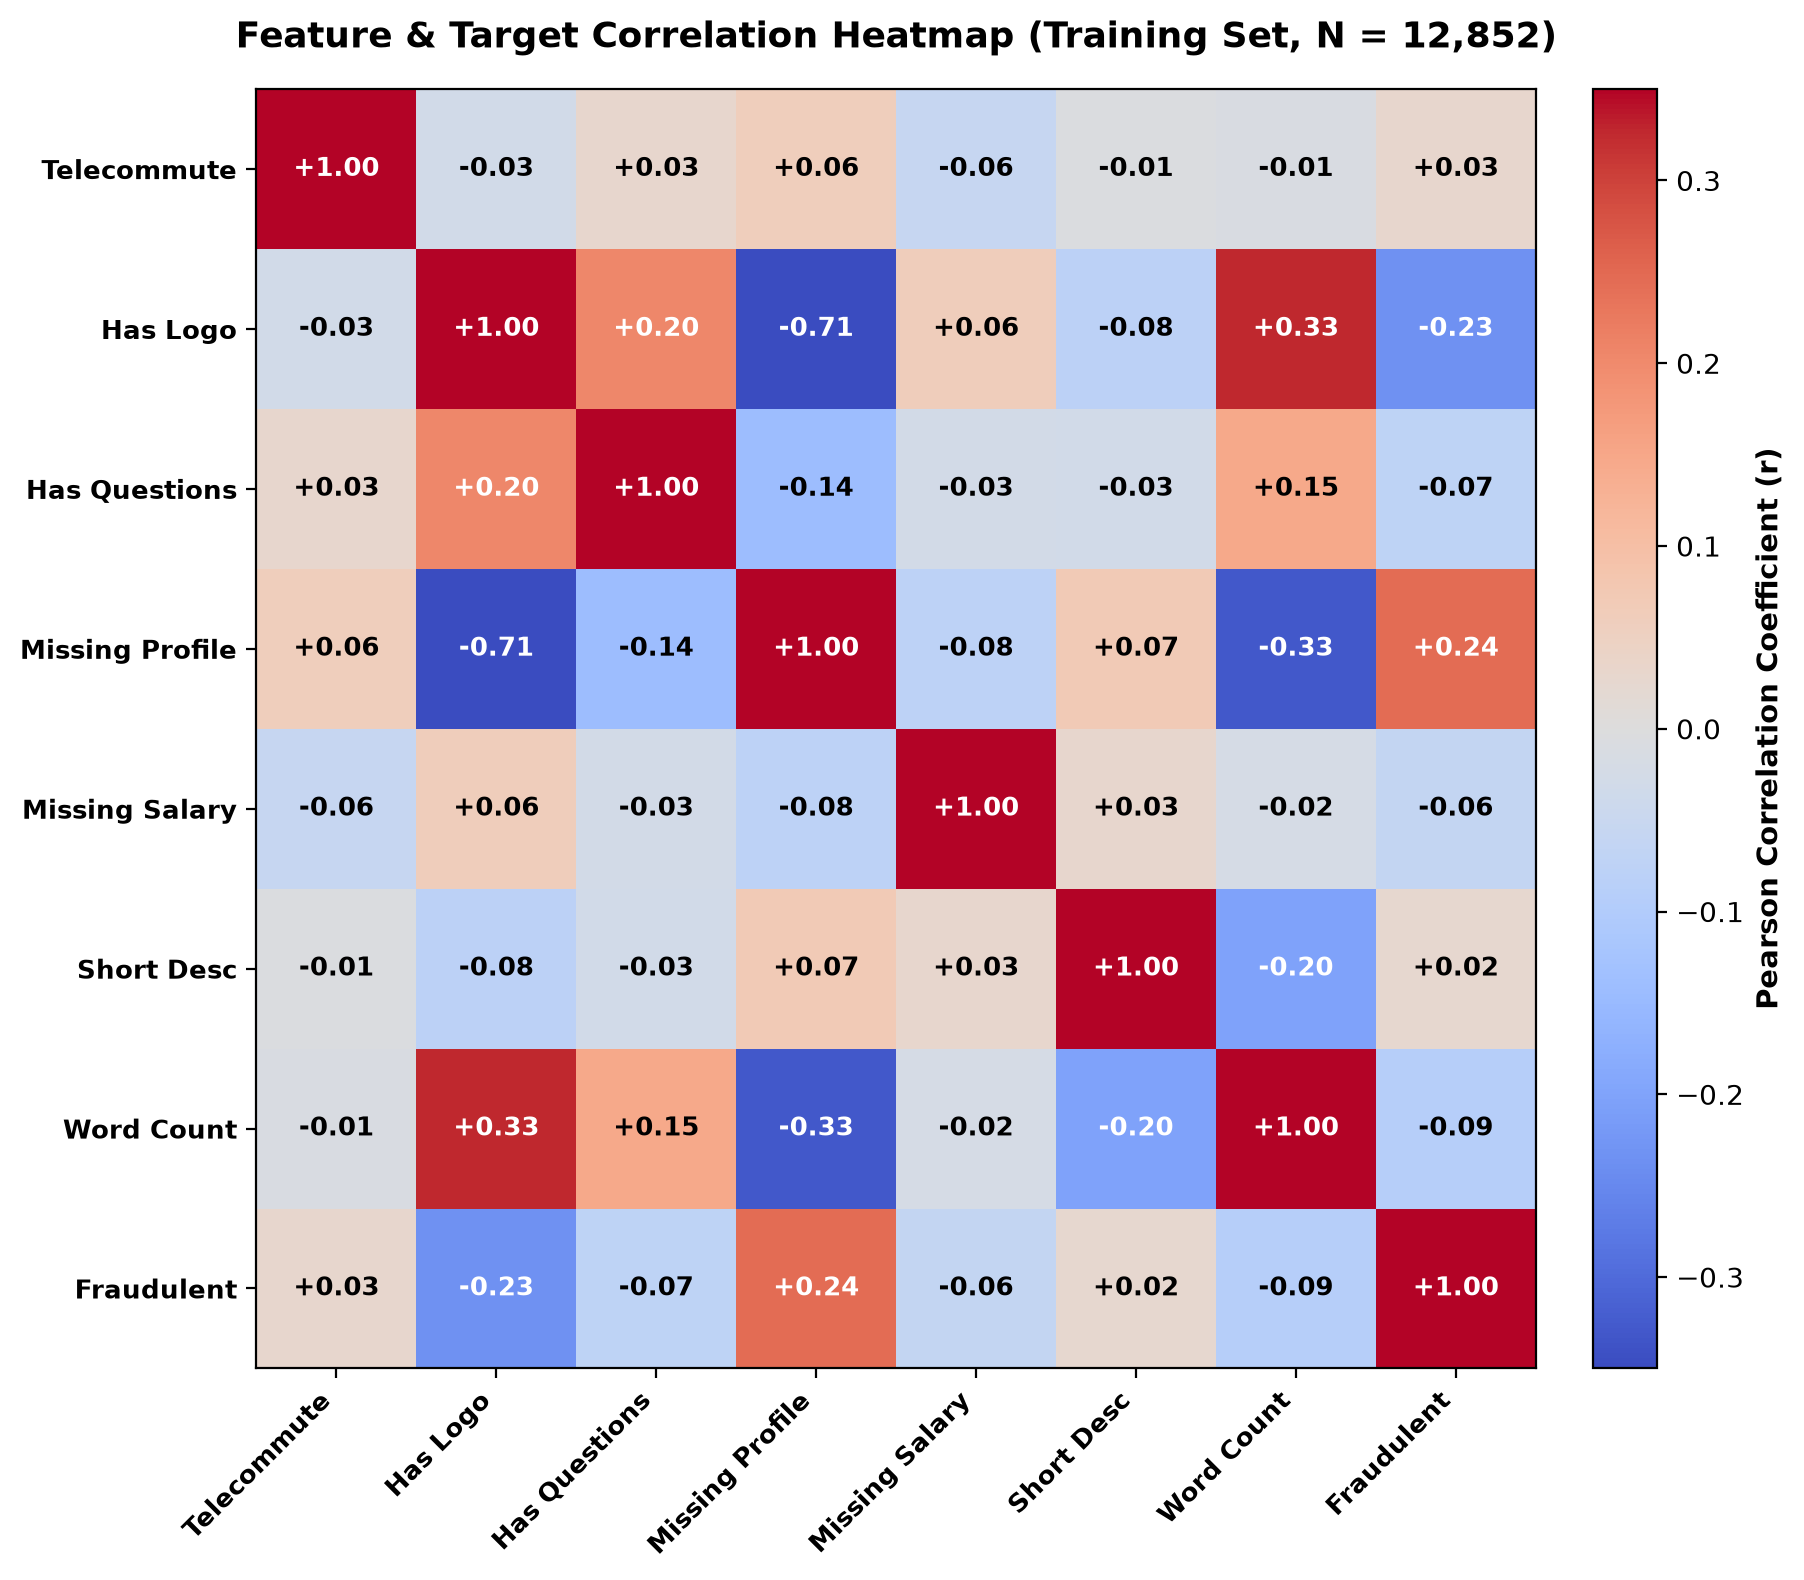 Feature & Target Correlation Heatmap (Training Set, N = 12,852)
Telecommute +1.00 -0.03 +0.03 +0.06 -0.06 -0.01 -0.01 +0.03
Has Logo -0.03 +1.00 +0.20 -0.71 +0.06 -0.08 +0.33 -0.23
Has Questions +0.03 +0.20 +1.00 -0.14 -0.03 -0.03 +0.15 -0.07
Missing Profile +0.06 -0.71 -0.14 +1.00 -0.08 +0.07 -0.33 +0.24
Missing Salary -0.06 +0.06 -0.03 -0.08 +1.00 +0.03 -0.02 -0.06
Short Desc -0.01 -0.08 -0.03 +0.07 +0.03 +1.00 -0.20 +0.02
Word Count -0.01 +0.33 +0.15 -0.33 -0.02 -0.20 +1.00 -0.09
Fraudulent +0.03 -0.23 -0.07 +0.24 -0.06 +0.02 -0.09 +1.00
Telecommute
Has Logo
Has Questions
Missing Profile
Missing Salary
Short Desc
Word Count
Fraudulent
0.3
0.2
0.1
0.0
−0.1
−0.2
−0.3
Pearson Correlation Coefficient (r)